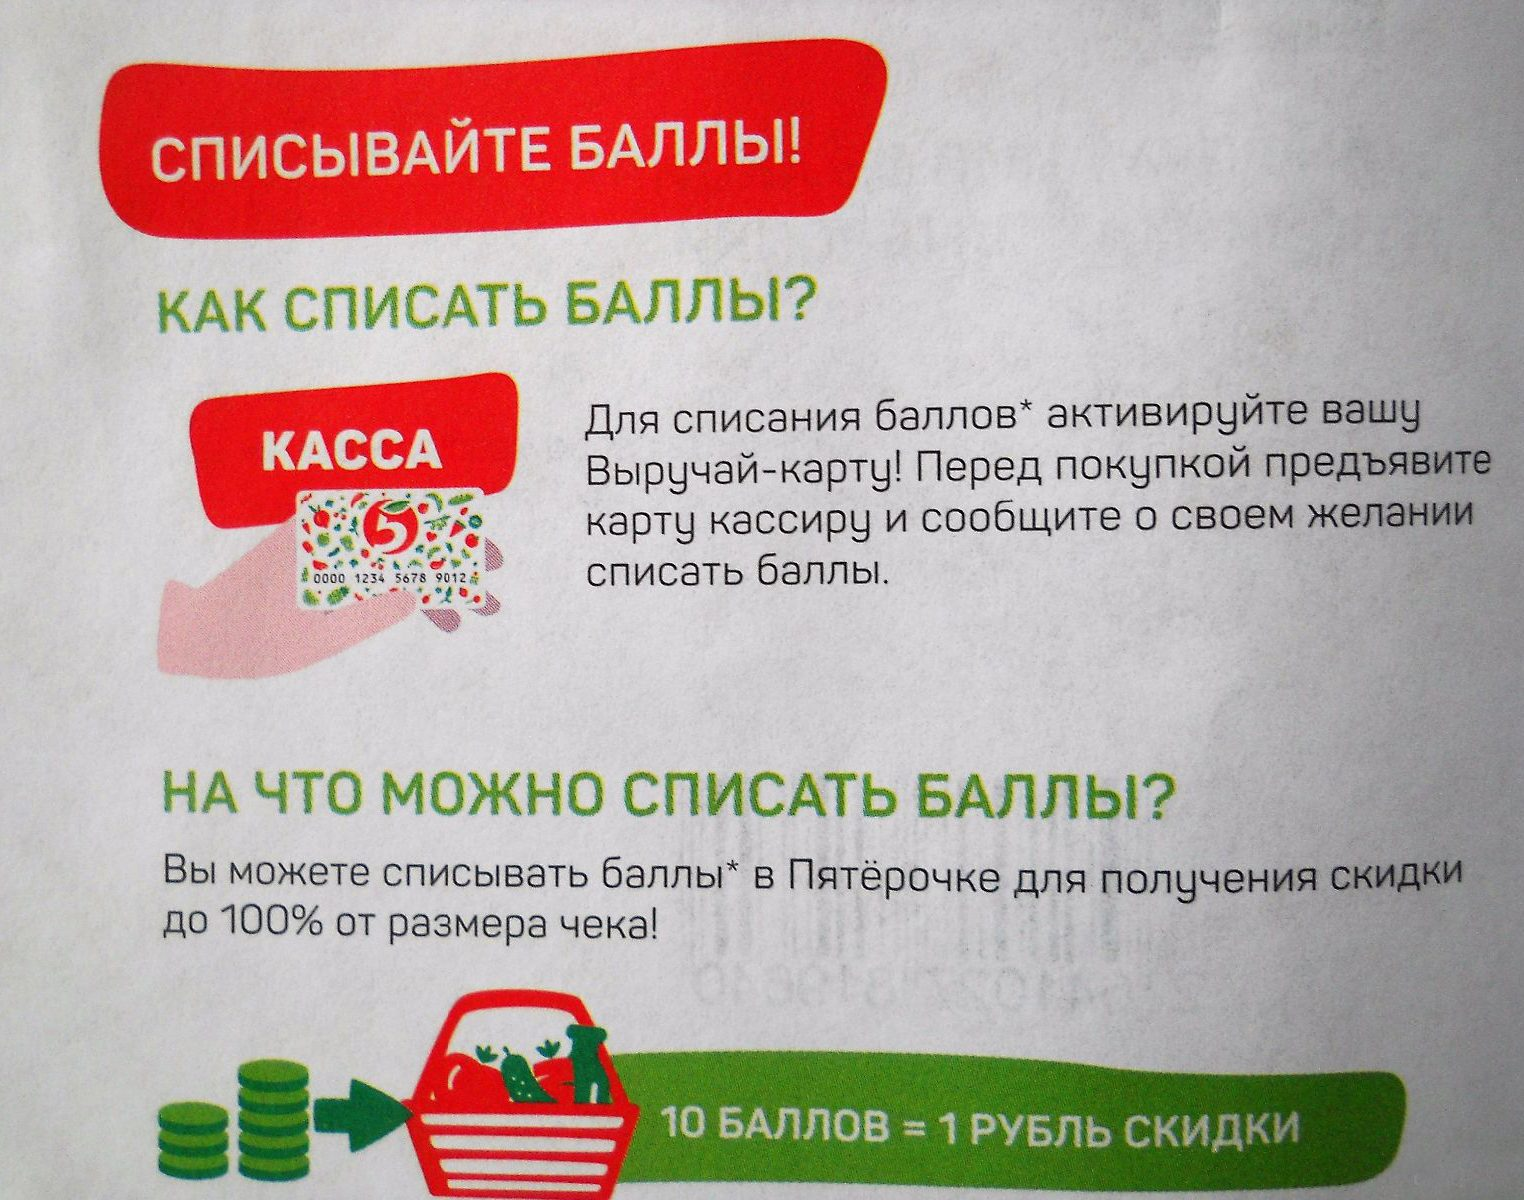 СПИСЫВАЙТЕ БАЛЛЫ!
КАК СПИСАТЬ БАЛЛЫ?
КАССА
5
0000 1234 5678 9012
Для списания баллов* активируйте вашу
Выручай-карту! Перед покупкой предъявите
карту кассиру и сообщите о своем желании
списать баллы.
НА ЧТО МОЖНО СПИСАТЬ БАЛЛЫ?
Вы можете списывать баллы* в Пятёрочке для получения скидки
до 100% от размера чека!
10 БАЛЛОВ = 1 РУБЛЬ СКИДКИ